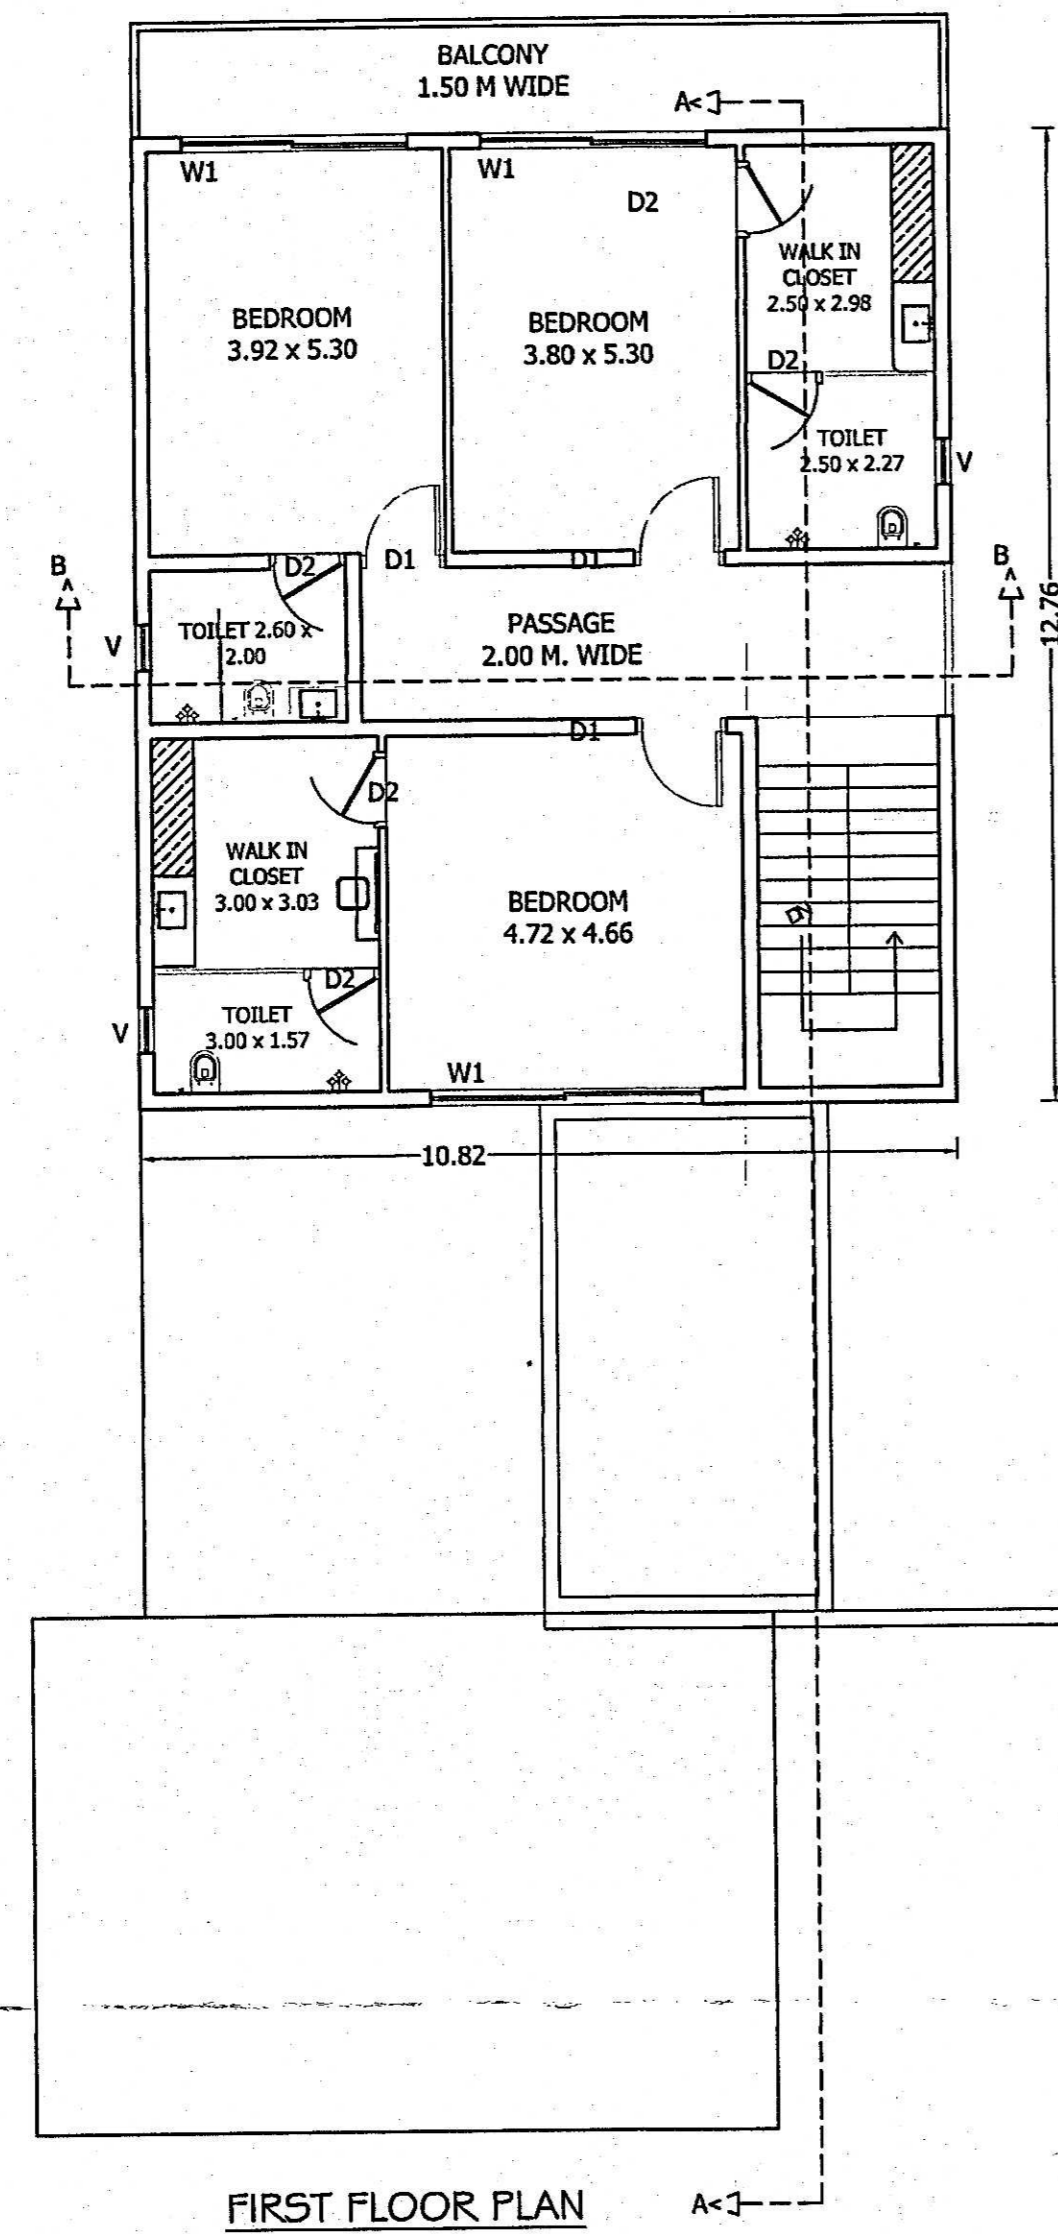 BALCONY
1.50 M WIDE
A<
W1
W1
D2
WALK IN
CLOSET
2.50 x 2.98
BEDROOM
3.92 x 5.30
BEDROOM
3.80 x 5.30
D2
TOILET
2.50 x 2.27
V
B
D2
D1
D1
B
12.76
V
TOILET 2.60 x
2.00
PASSAGE
2.00 M. WIDE
D1
D2
WALK IN
CLOSET
3.00 x 3.03
BEDROOM
4.72 x 4.66
D2
TOILET
3.00 x 1.57
V
W1
10.82
FIRST FLOOR PLAN
A<